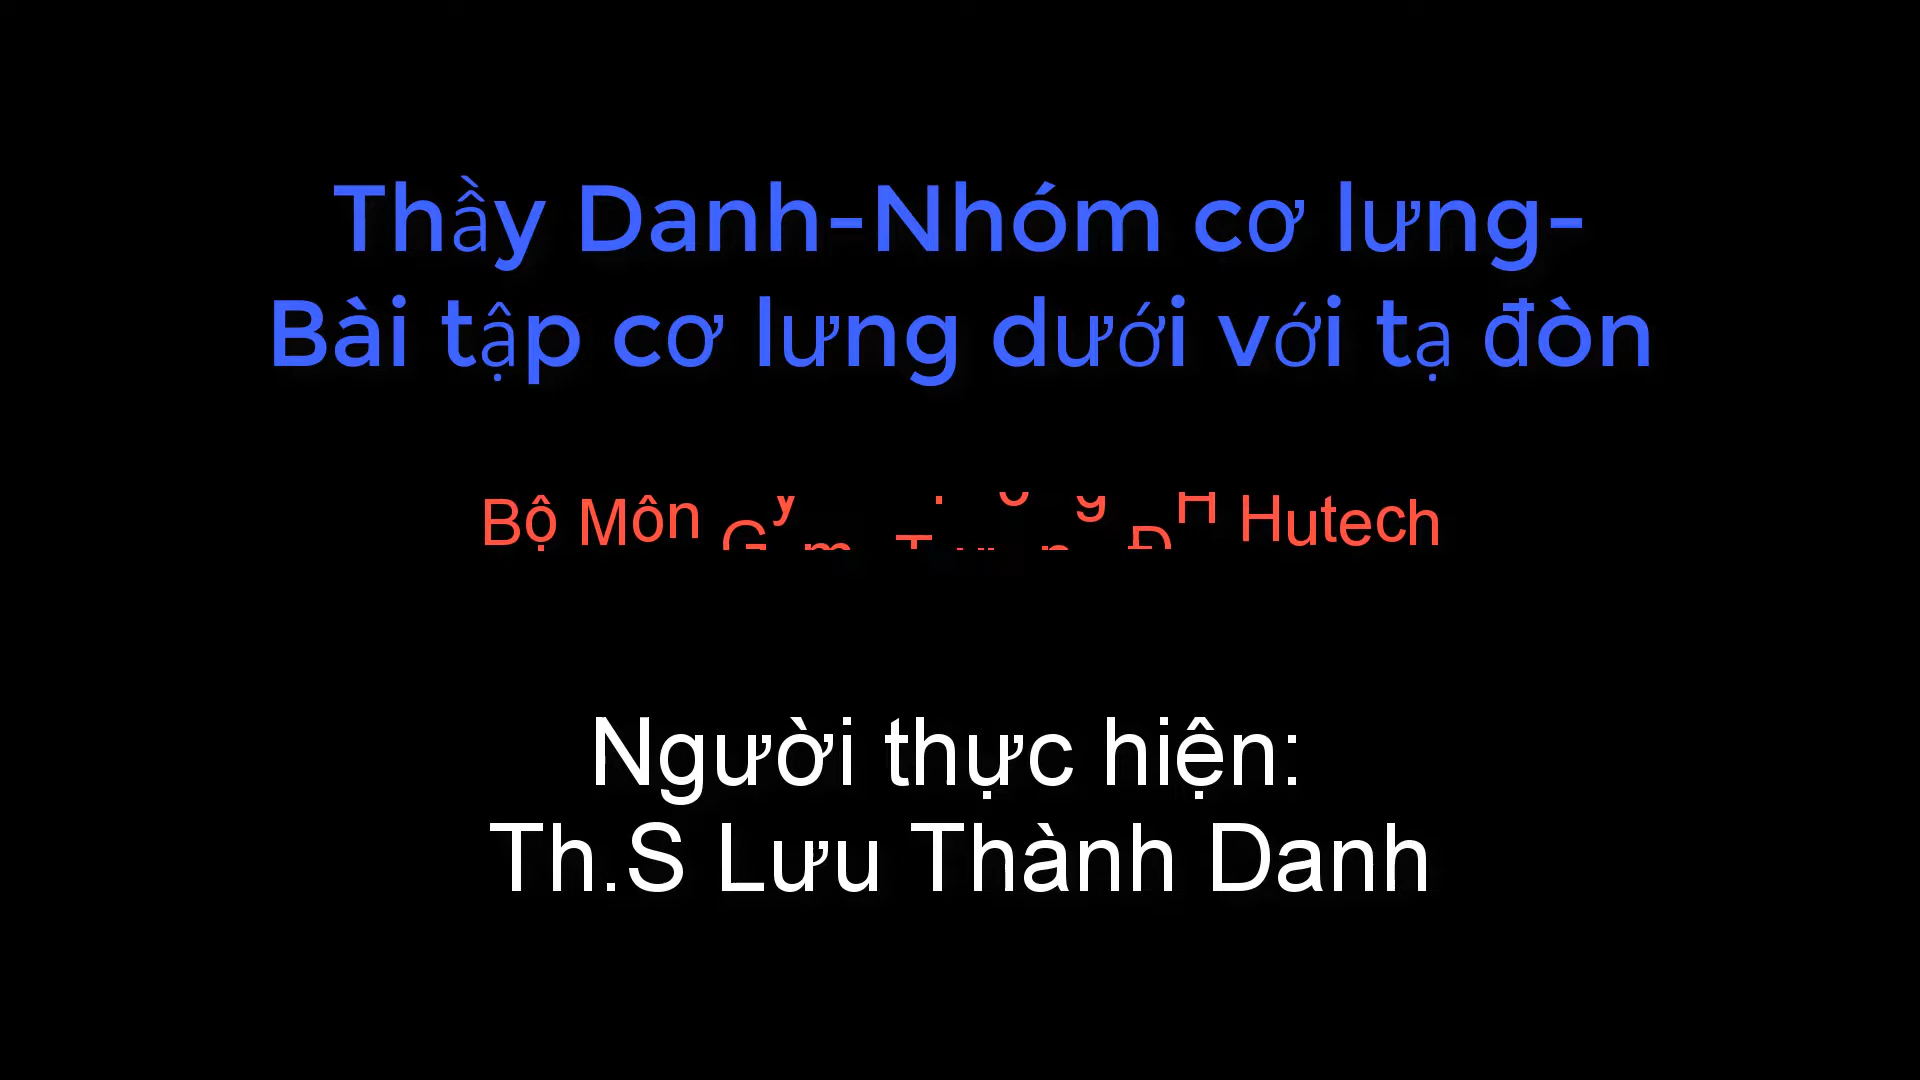 Thầy Danh-Nhóm cơ lưng-
Bài tập cơ lưng dưới với tạ đòn
Bộ Môn Hutech
Người thực hiện:
Th.S Lưu Thành Danh